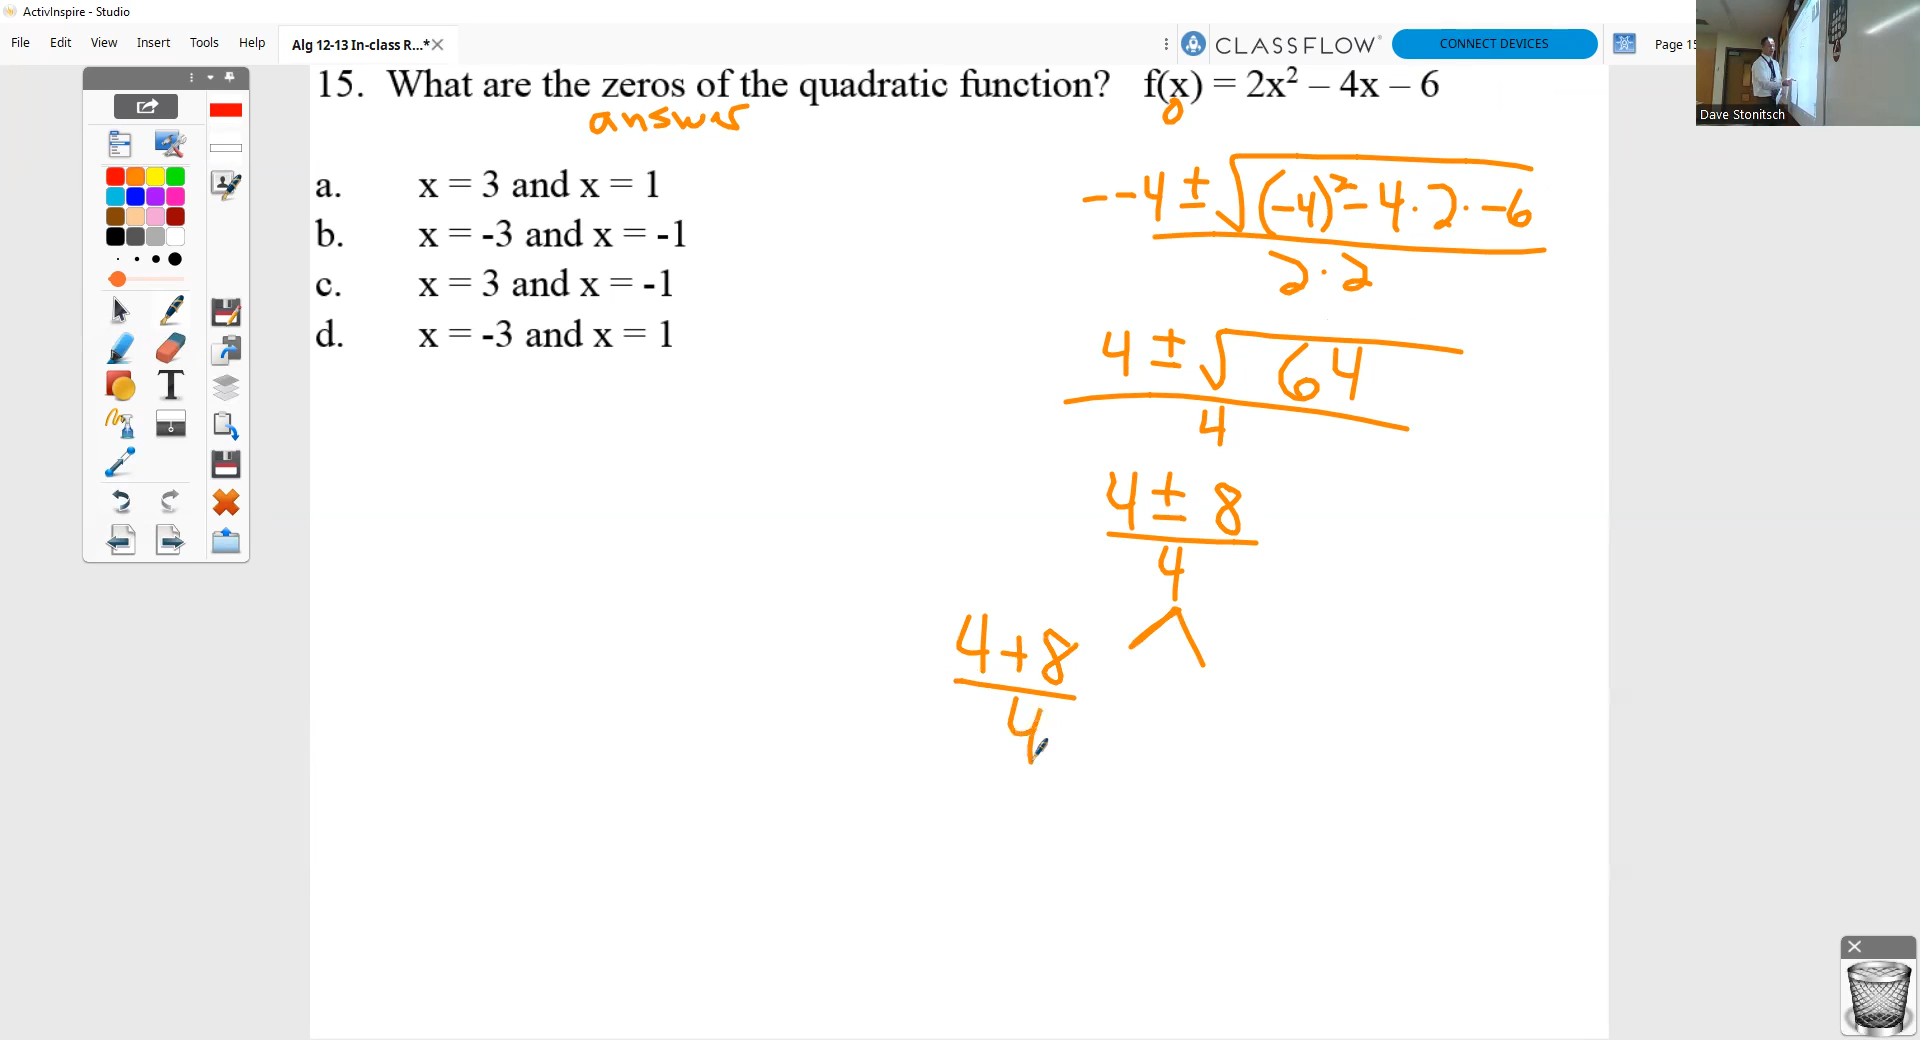 ActivInspire - Studio
File Edit View Insert Tools Help Alg 12-13 In-class R...* CLASSFLOW CONNECT DEVICES Page 15
Dave Stonitsch
15. What are the zeros of the quadratic function? f(x) = 2x² – 4x – 6
answer 0
a. x = 3 and x = 1
b. x = -3 and x = -1
c. x = 3 and x = -1
d. x = -3 and x = 1
--4 ± √(-4)² - 4 · 2 · -6
2 · 2
4 ± √64
4
4 ± 8
4
4 + 8
4